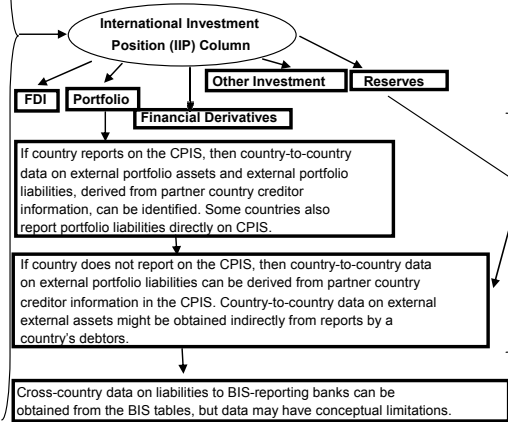 International Investment
Position (IIP) Column
Other Investment
Reserves
FDI
Portfolio
Financial Derivatives
If country reports on the CPIS, then country-to-country
data on external portfolio assets and external portfolio
liabilities, derived from partner country creditor
information, can be identified. Some countries also
report portfolio liabilities directly on CPIS.
If country does not report on the CPIS, then country-to-country data
on external portfolio liabilities can be derived from partner country
creditor information in the CPIS. Country-to-country data on external
external assets might be obtained indirectly from reports by a
country's debtors.
Cross-country data on liabilities to BIS-reporting banks can be
obtained from the BIS tables, but data may have conceptual limitations.